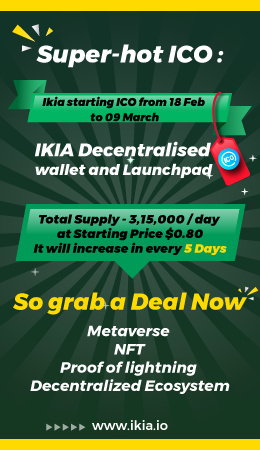 Super-hot ICO :
Ikia starting ICO from 18 Feb
to 09 March
IKIA Decentralised
wallet and Launchpad
ICO
Total Supply - 3,15,000 / day
at Starting Price $0.80
It will increase in every 5 Days
So grab a Deal Now
Metaverse
NFT
Proof of lightning
Decentralized Ecosystem
www.ikia.io